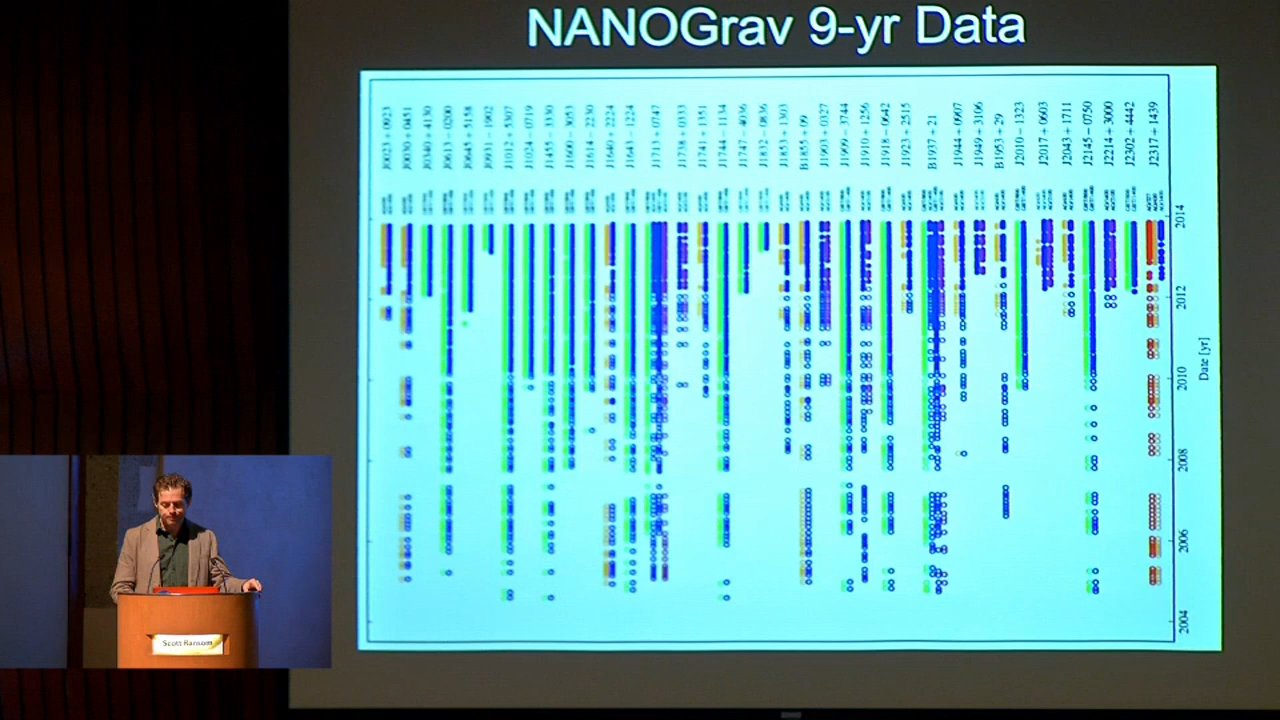 NANOGrav 9-yr Data
J0023 + 0923
J0030 + 0451
J0340 + 4130
J0613 − 0200
J0645 + 5158
J0931 − 1902
J1012 + 5307
J1024 − 0719
J1455 − 3330
J1600 − 3053
J1614 − 2230
J1640 + 2224
J1643 − 1224
J1713 + 0747
J1738 + 0333
J1741 + 1351
J1744 − 1134
J1747 − 4036
J1832 − 0836
J1853 + 1303
B1855 + 09
J1903 + 0327
J1909 − 3744
J1910 + 1256
J1918 − 0642
J1923 + 2515
B1937 + 21
J1944 + 0907
J1949 + 3106
B1953 + 29
J2010 − 1323
J2017 + 0603
J2043 + 1711
J2145 − 0750
J2214 + 3000
J2302 + 4442
J2317 + 1439
2014
2012
2010
2008
2006
2004
Date [yr]
Scott Ransom